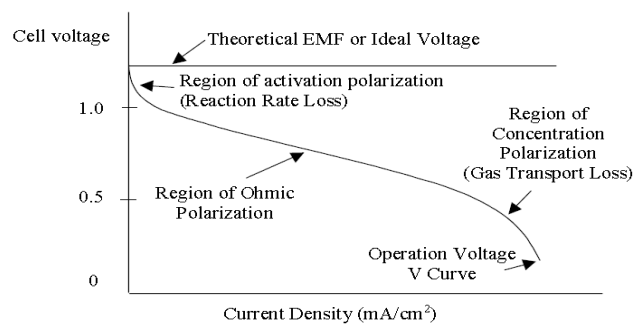 Cell voltage
Theoretical EMF or Ideal Voltage
Region of activation polarization
(Reaction Rate Loss)
1.0
Region of
Concentration
Polarization
(Gas Transport Loss)
Region of Ohmic
Polarization
0.5
Operation Voltage
V Curve
0
Current Density (mA/cm²)